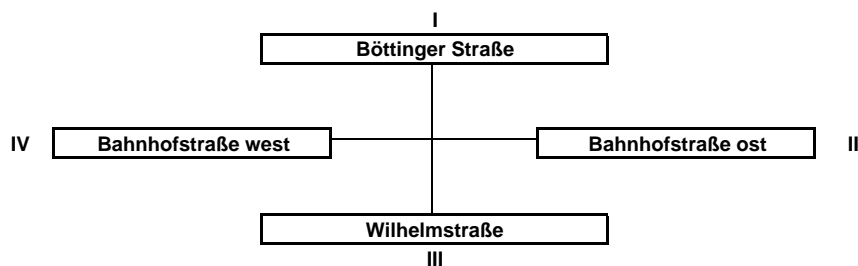 I
Böttinger Straße
IV
Bahnhofstraße west
Bahnhofstraße ost
II
Wilhelmstraße
III